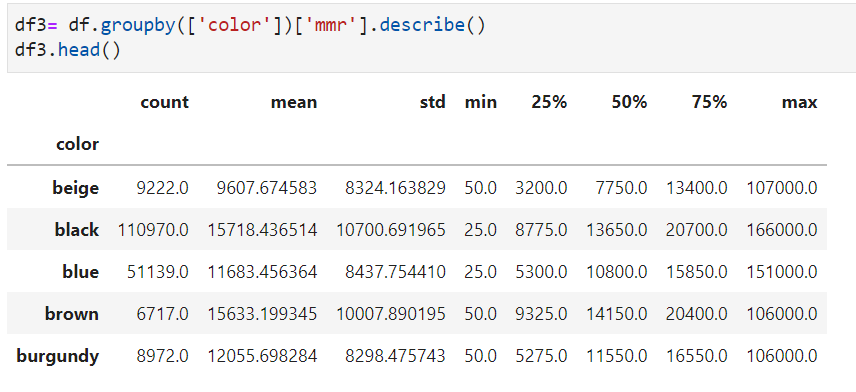 df3= df.groupby(['color'])['mmr'].describe()
df3.head()
count mean std min 25% 50% 75% max
color
beige 9222.0 9607.674583 8324.163829 50.0 3200.0 7750.0 13400.0 107000.0
black 110970.0 15718.436514 10700.691965 25.0 8775.0 13650.0 20700.0 166000.0
blue 51139.0 11683.456364 8437.754410 25.0 5300.0 10800.0 15850.0 151000.0
brown 6717.0 15633.199345 10007.890195 50.0 9325.0 14150.0 20400.0 106000.0
burgundy 8972.0 12055.698284 8298.475743 50.0 5275.0 11550.0 16550.0 106000.0